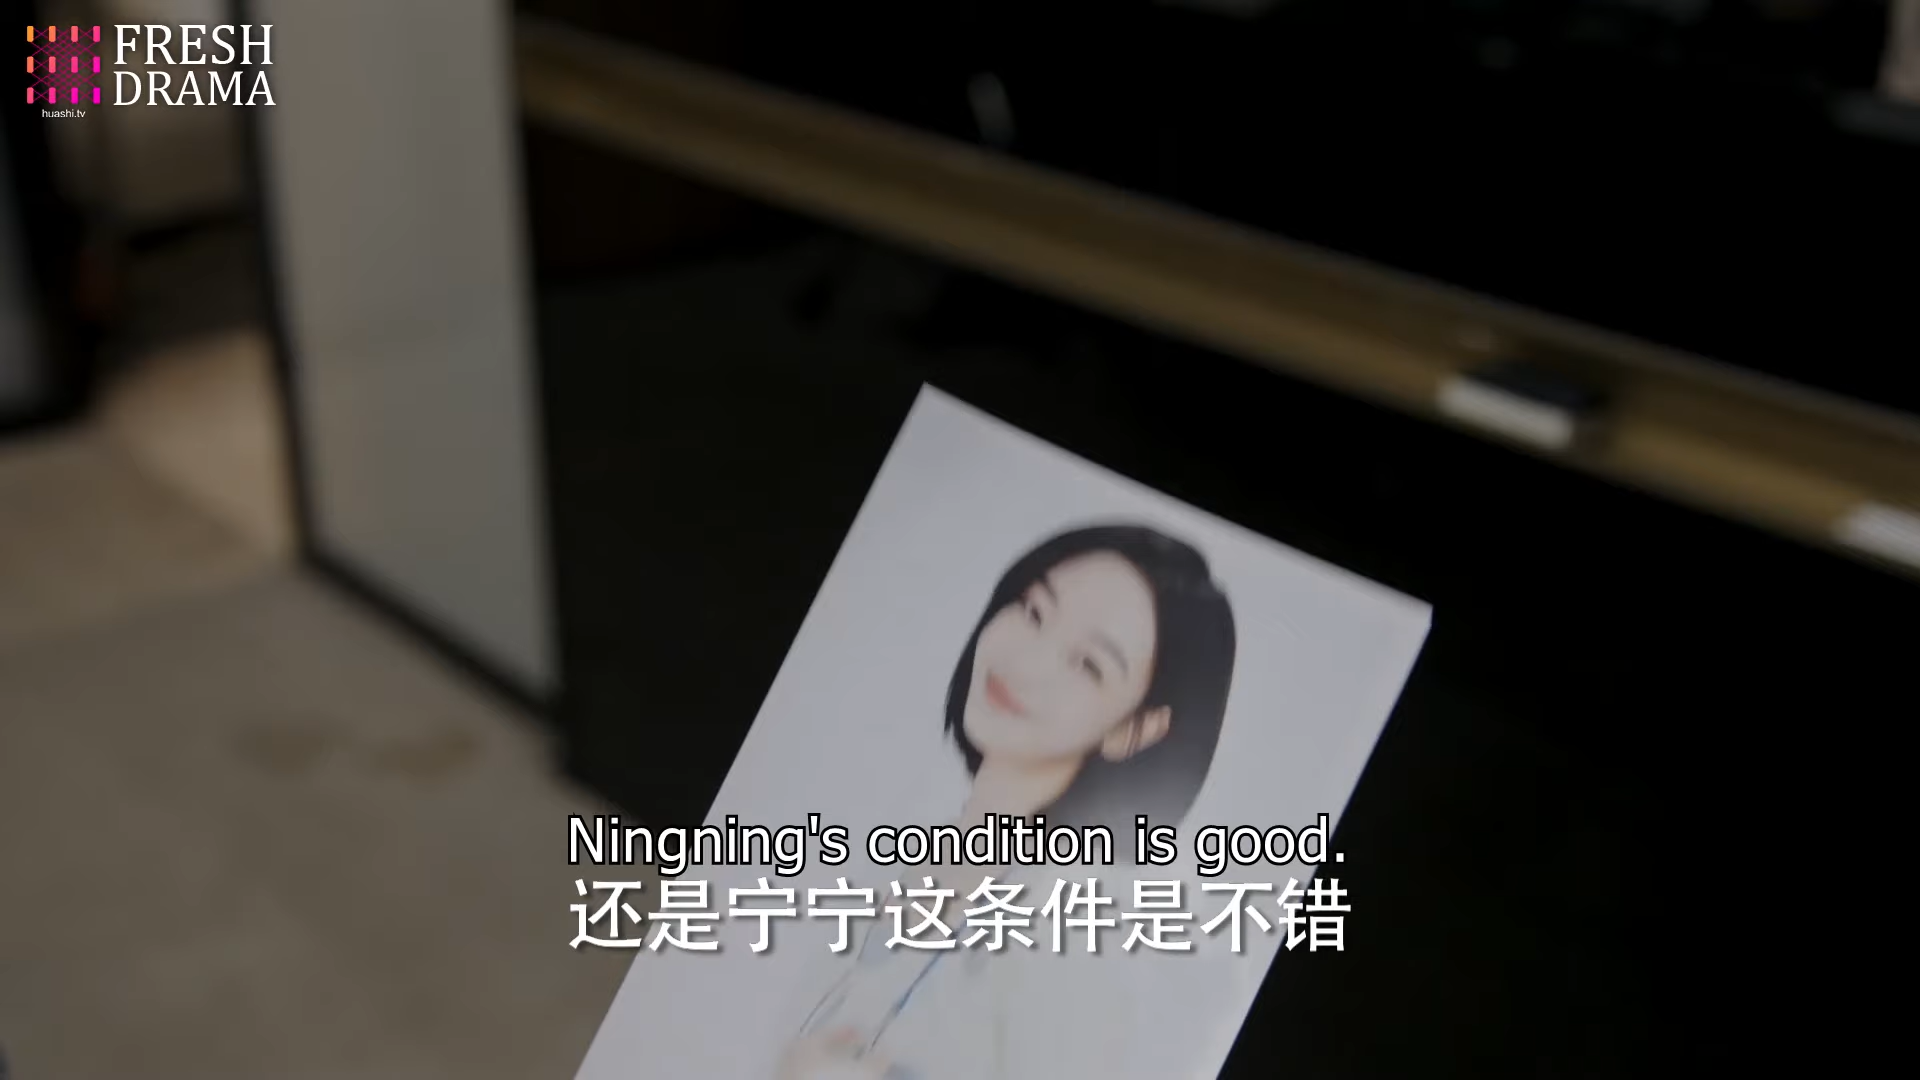 FRESH
DRAMA
huashi.tv
Ningning's condition is good.
还是宁宁这条件是不错